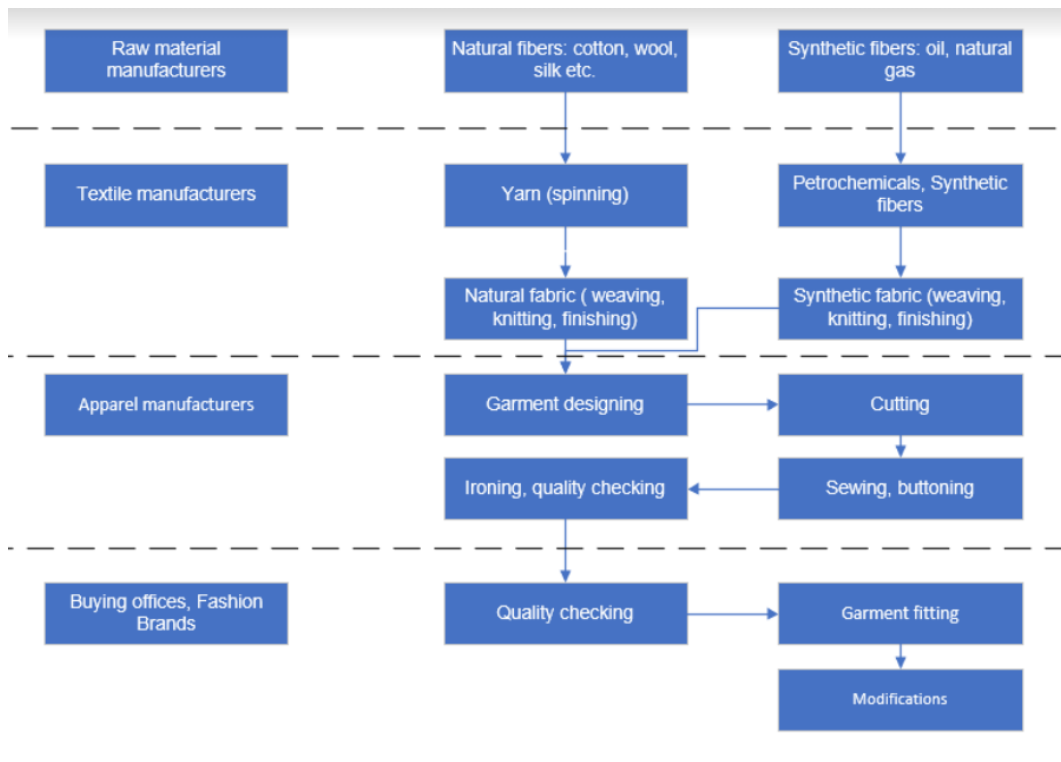 Raw material
manufacturers
Natural fibers: cotton, wool,
silk etc.
Synthetic fibers: oil, natural
gas
Textile manufacturers
Yarn (spinning)
Petrochemicals, Synthetic
fibers
Natural fabric ( weaving,
knitting, finishing)
Synthetic fabric (weaving,
knitting, finishing)
Apparel manufacturers
Garment designing
Cutting
Ironing, quality checking
Sewing, buttoning
Buying offices, Fashion
Brands
Quality checking
Garment fitting
Modifications